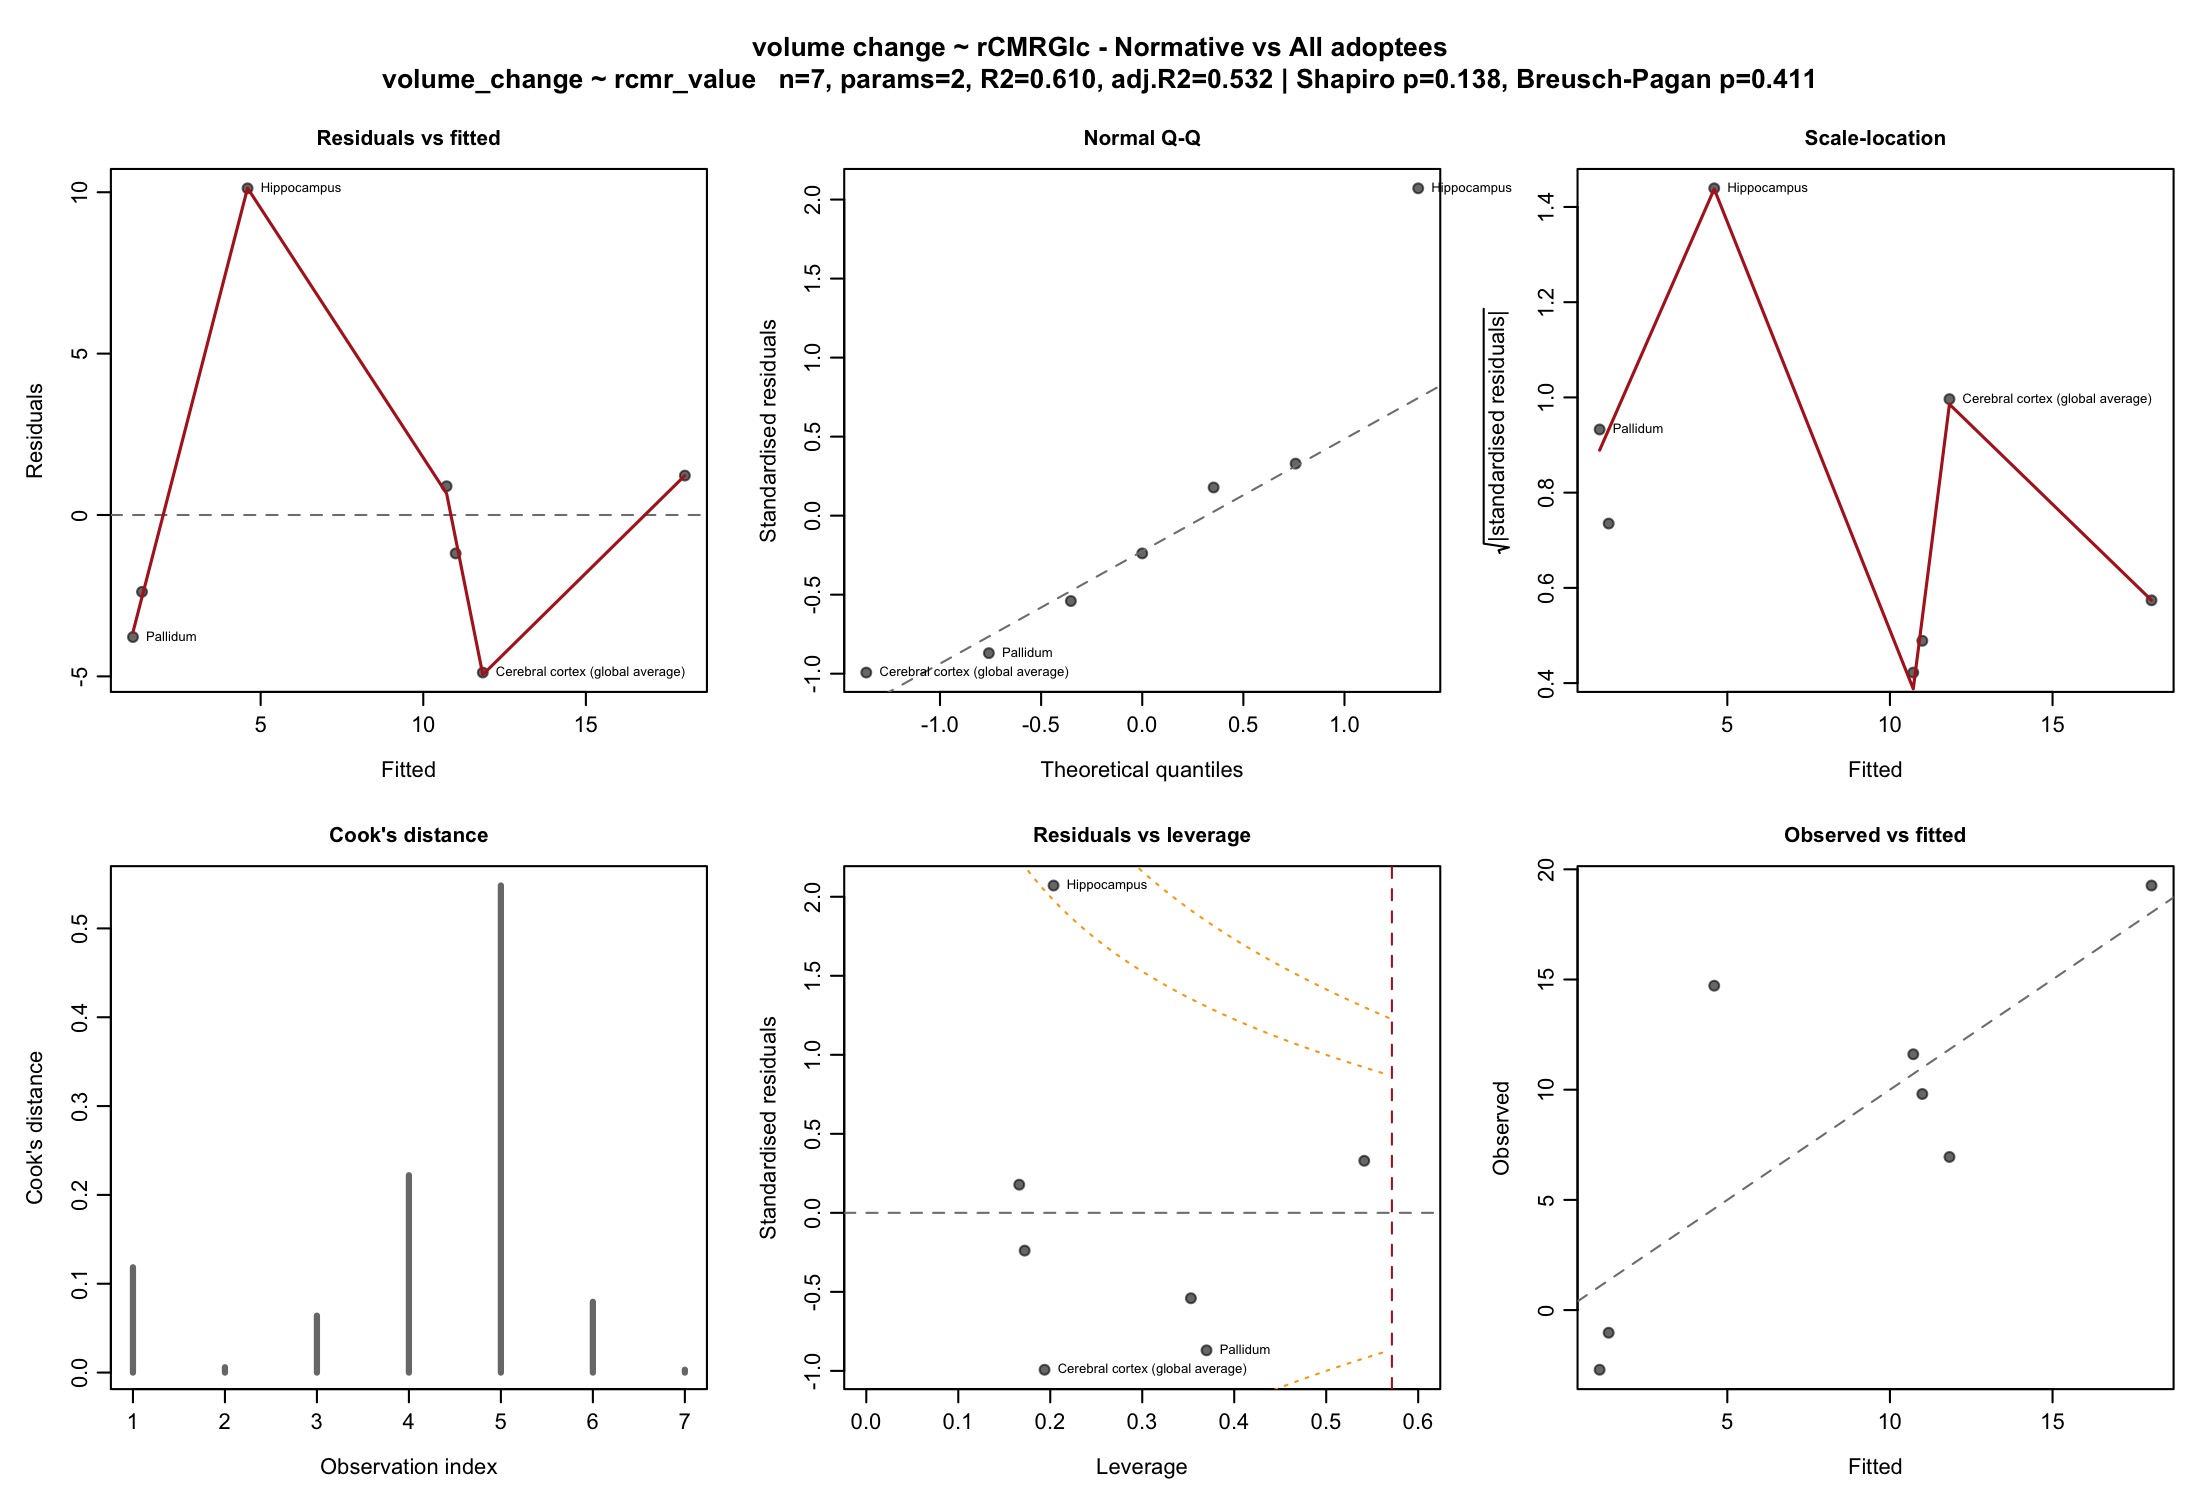 volume change ~ rCMRGlc - Normative vs All adoptees
volume_change ~ rcmr_value   n=7, params=2, R2=0.610, adj.R2=0.532 | Shapiro p=0.138, Breusch-Pagan p=0.411
Residuals vs fitted
Residuals
10
5
0
-5
Hippocampus
Pallidum
Cerebral cortex (global average)
5 10 15
Fitted
Normal Q-Q
Standardised residuals
2.0
1.5
1.0
0.5
0.0
-0.5
-1.0
Hippocampus
Pallidum
Cerebral cortex (global average)
-1.0 -0.5 0.0 0.5 1.0
Theoretical quantiles
Scale-location
√|standardised residuals|
1.4
1.2
1.0
0.8
0.6
0.4
Hippocampus
Cerebral cortex (global average)
Pallidum
5 10 15
Fitted
Cook's distance
Cook's distance
0.5
0.4
0.3
0.2
0.1
0.0
1 2 3 4 5 6 7
Observation index
Residuals vs leverage
Standardised residuals
2.0
1.5
1.0
0.5
0.0
-0.5
-1.0
Hippocampus
Pallidum
Cerebral cortex (global average)
0.0 0.1 0.2 0.3 0.4 0.5 0.6
Leverage
Observed vs fitted
Observed
20
15
10
5
0
5 10 15
Fitted